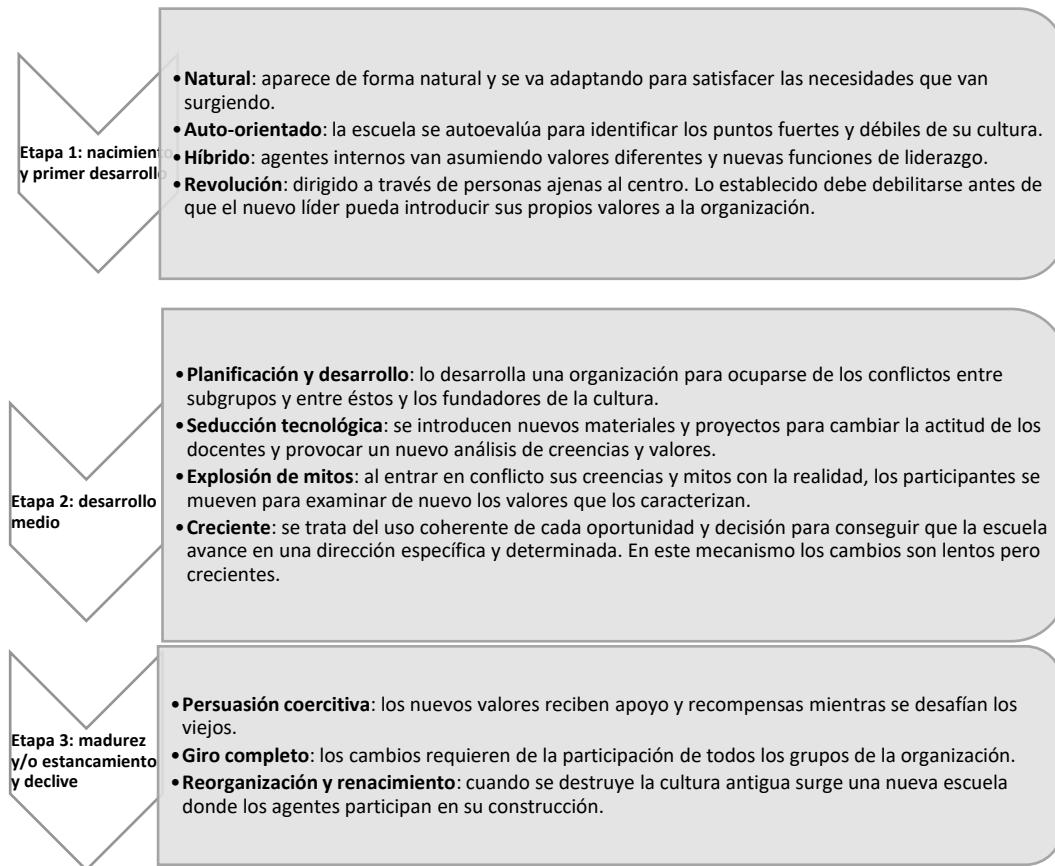 Etapa 1: nacimiento
y primer desarrollo
•Natural: aparece de forma natural y se va adaptando para satisfacer las necesidades que van
surgiendo.
•Auto-orientado: la escuela se autoevalúa para identificar los puntos fuertes y débiles de su cultura.
•Híbrido: agentes internos van asumiendo valores diferentes y nuevas funciones de liderazgo.
•Revolución: dirigido a través de personas ajenas al centro. Lo establecido debe debilitarse antes de
que el nuevo líder pueda introducir sus propios valores a la organización.
Etapa 2: desarrollo
medio
•Planificación y desarrollo: lo desarrolla una organización para ocuparse de los conflictos entre
subgrupos y entre éstos y los fundadores de la cultura.
•Seducción tecnológica: se introducen nuevos materiales y proyectos para cambiar la actitud de los
docentes y provocar un nuevo análisis de creencias y valores.
•Explosión de mitos: al entrar en conflicto sus creencias y mitos con la realidad, los participantes se
mueven para examinar de nuevo los valores que los caracterizan.
•Creciente: se trata del uso coherente de cada oportunidad y decisión para conseguir que la escuela
avance en una dirección específica y determinada. En este mecanismo los cambios son lentos pero
crecientes.
Etapa 3: madurez
y/o estancamiento
y declive
•Persuasión coercitiva: los nuevos valores reciben apoyo y recompensas mientras se desafían los
viejos.
•Giro completo: los cambios requieren de la participación de todos los grupos de la organización.
•Reorganización y renacimiento: cuando se destruye la cultura antigua surge una nueva escuela
donde los agentes participan en su construcción.